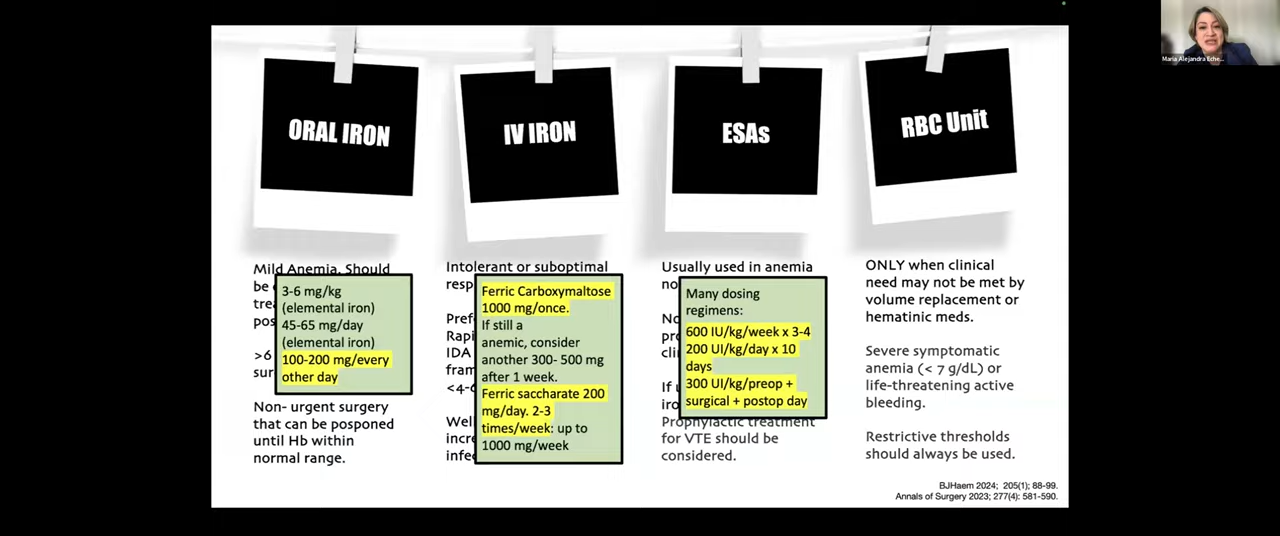 Maria Alejandra Eche...
ORAL IRON
IV IRON
ESAs
RBC Unit
Mild Anemia. Should
be
3-6 mg/kg
(elemental iron)
45-65 mg/day
(elemental iron)
100-200 mg/every
other day
Non- urgent surgery
that can be posponed
until Hb within
normal range.
Intolerant or suboptimal
Ferric Carboxymaltose
1000 mg/once.
If still a
anemic, consider
another 300- 500 mg
after 1 week.
Ferric saccharate 200
mg/day. 2-3
times/week: up to
1000 mg/week
Usually used in anemia
Many dosing
regimens:
600 IU/kg/week x 3-4
200 UI/kg/day x 10
days
300 UI/kg/preop +
surgical + postop day
Prophylactic treatment
for VTE should be
considered.
ONLY when clinical
need may not be met by
volume replacement or
hematinic meds.
Severe symptomatic
anemia (< 7 g/dL) or
life-threatening active
bleeding.
Restrictive thresholds
should always be used.
BJHaem 2024; 205(1); 88-99.
Annals of Surgery 2023; 277(4): 581-590.